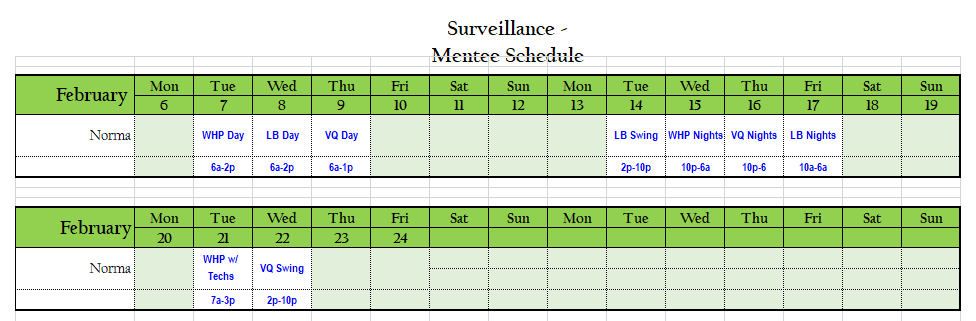 Surveillance -
Mentee Schedule
February Mon Tue Wed Thu Fri Sat Sun Mon Tue Wed Thu Fri Sat Sun
6 7 8 9 10 11 12 13 14 15 16 17 18 19
Norma WHP Day LB Day VQ Day LB Swing WHP Nights VQ Nights LB Nights
6a-2p 6a-2p 6a-1p 2p-10p 10p-6a 10p-6 10a-6a
February Mon Tue Wed Thu Fri Sat Sun Mon Tue Wed Thu Fri Sat Sun
20 21 22 23 24
Norma WHP w/ Techs VQ Swing
7a-3p 2p-10p